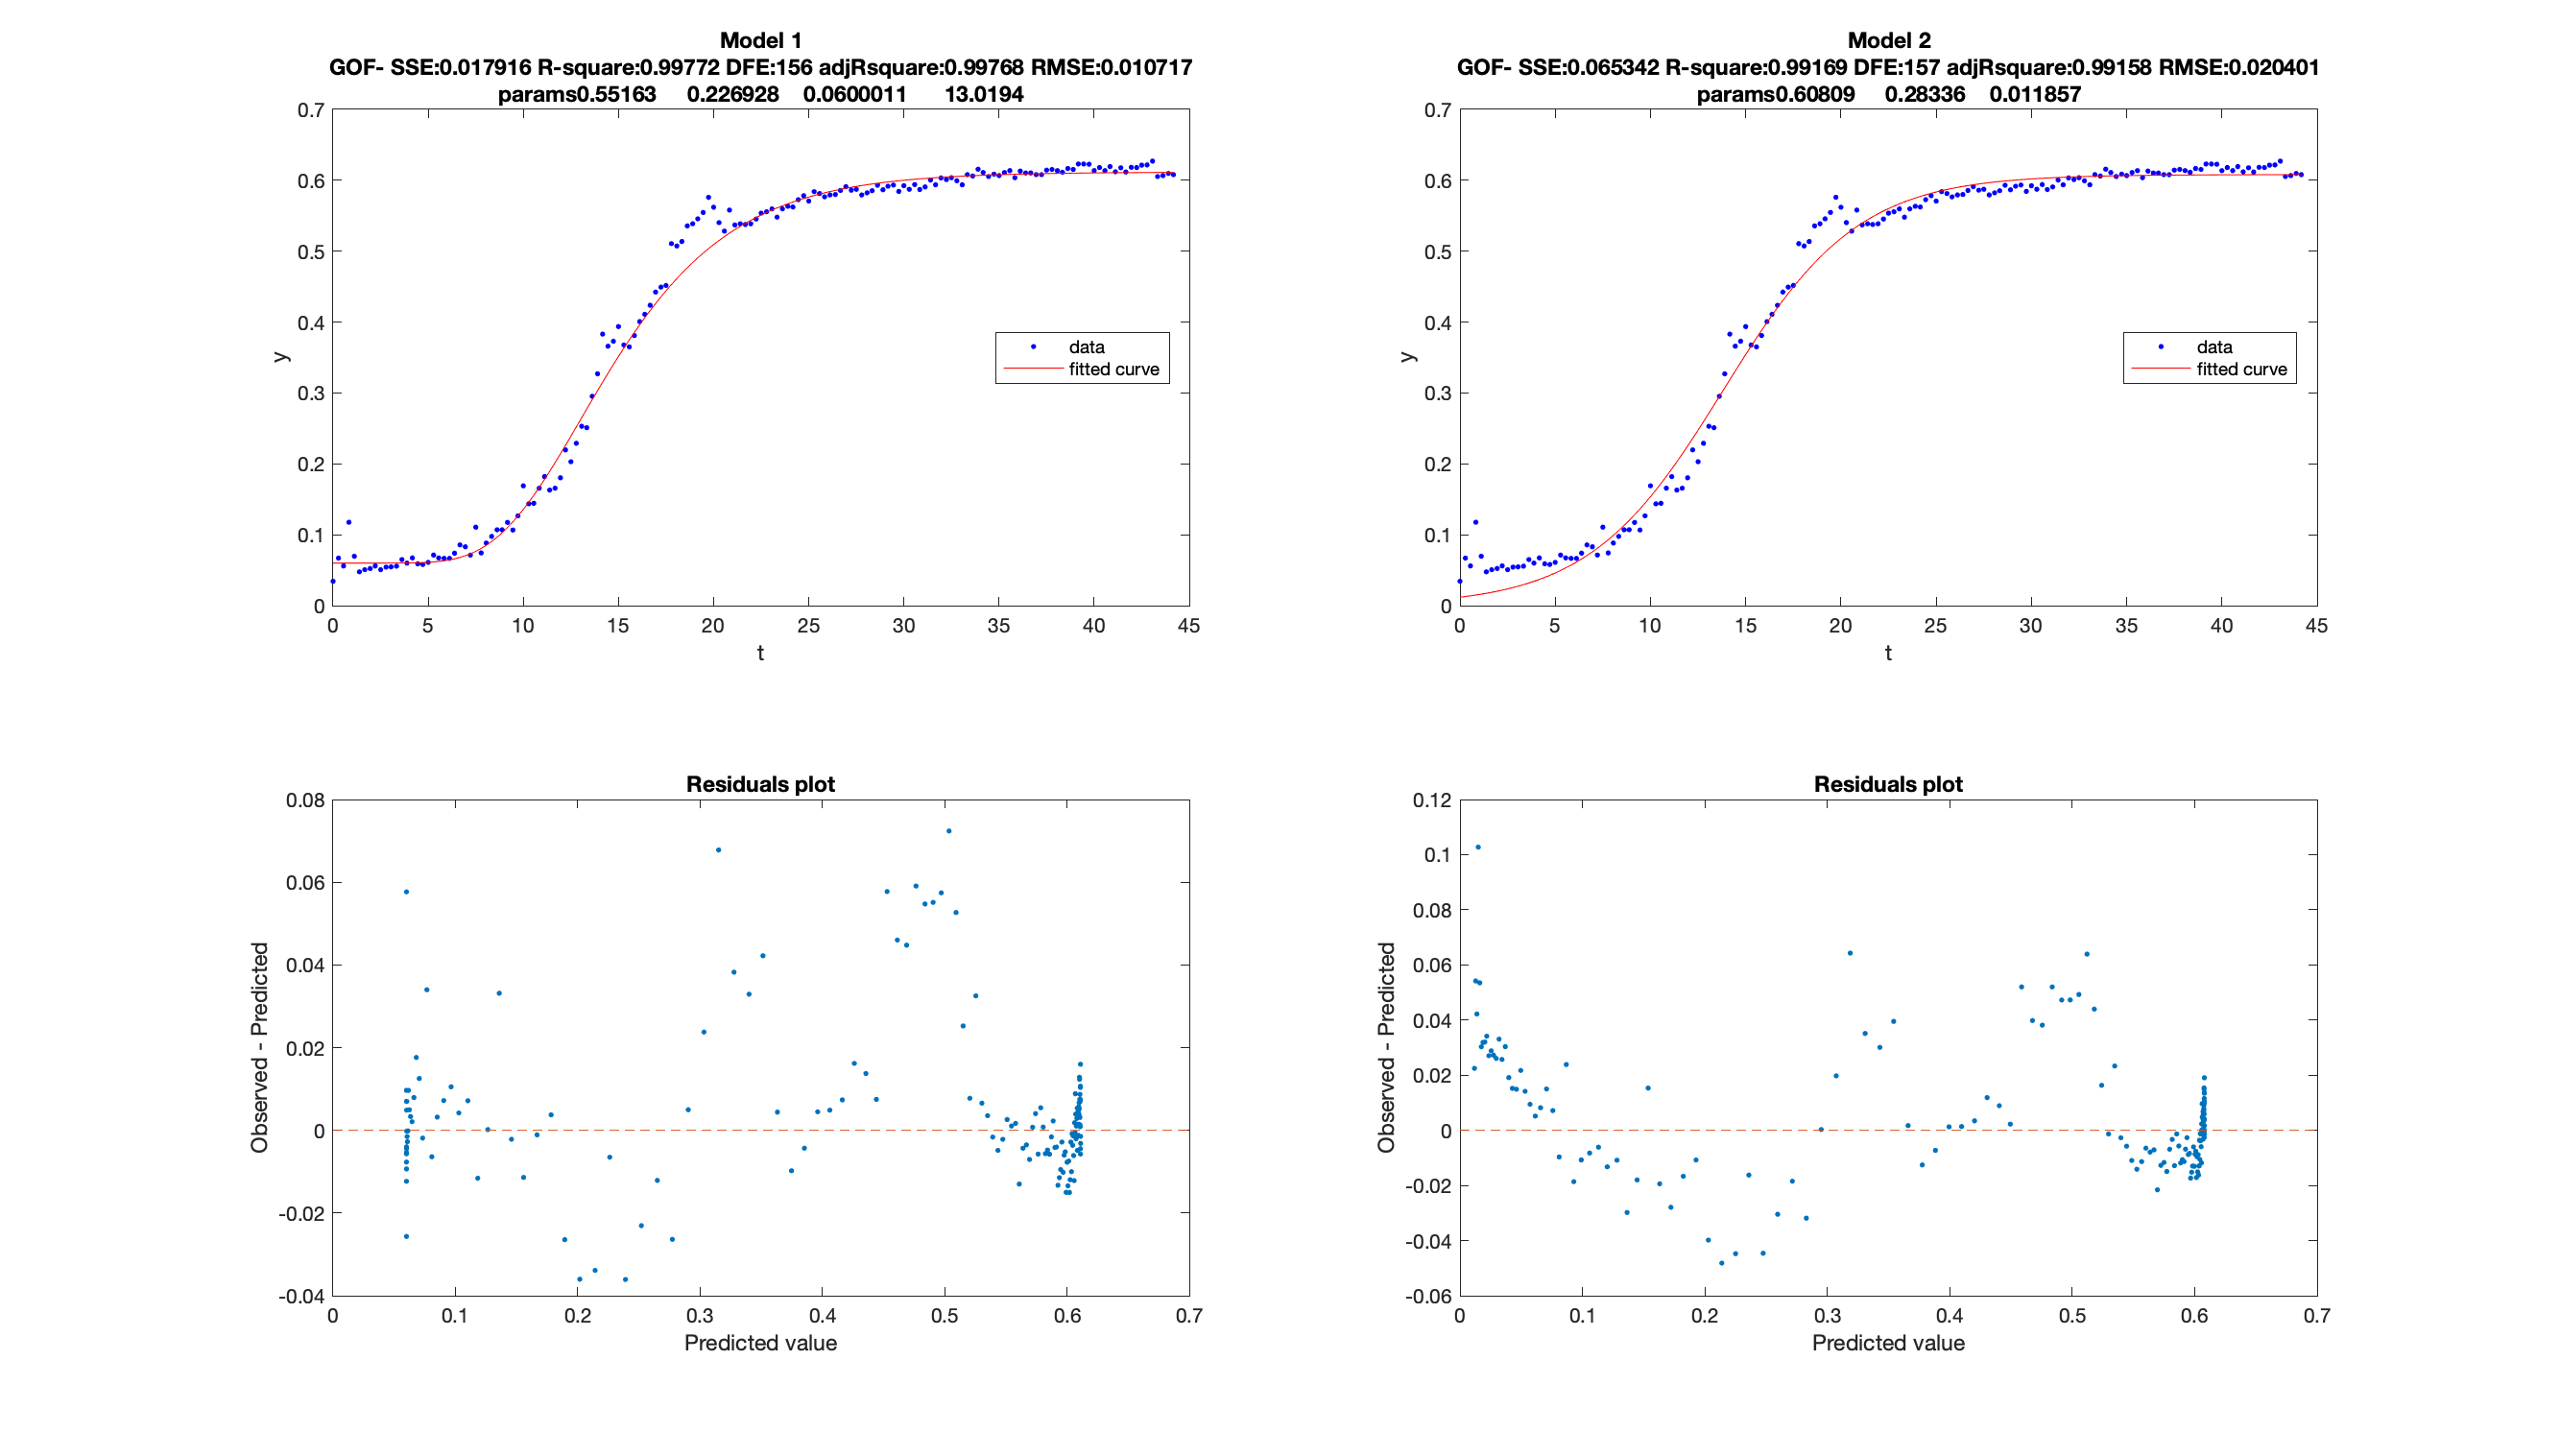 Model 1
GOF- SSE:0.017916 R-square:0.99772 DFE:156 adjRsquare:0.99768 RMSE:0.010717
params0.55163 0.226928 0.0600011 13.0194
0.7
0.6
0.5
0.4
0.3
0.2
0.1
0
y
data
fitted curve
0 5 10 15 20 25 30 35 40 45
t
Model 2
GOF- SSE:0.065342 R-square:0.99169 DFE:157 adjRsquare:0.99158 RMSE:0.020401
params0.60809 0.28336 0.011857
0.7
0.6
0.5
0.4
0.3
0.2
0.1
0
y
data
fitted curve
0 5 10 15 20 25 30 35 40 45
t
Residuals plot
0.08
0.06
0.04
0.02
0
-0.02
-0.04
Observed - Predicted
0 0.1 0.2 0.3 0.4 0.5 0.6 0.7
Predicted value
Residuals plot
0.12
0.1
0.08
0.06
0.04
0.02
0
-0.02
-0.04
-0.06
Observed - Predicted
0 0.1 0.2 0.3 0.4 0.5 0.6 0.7
Predicted value